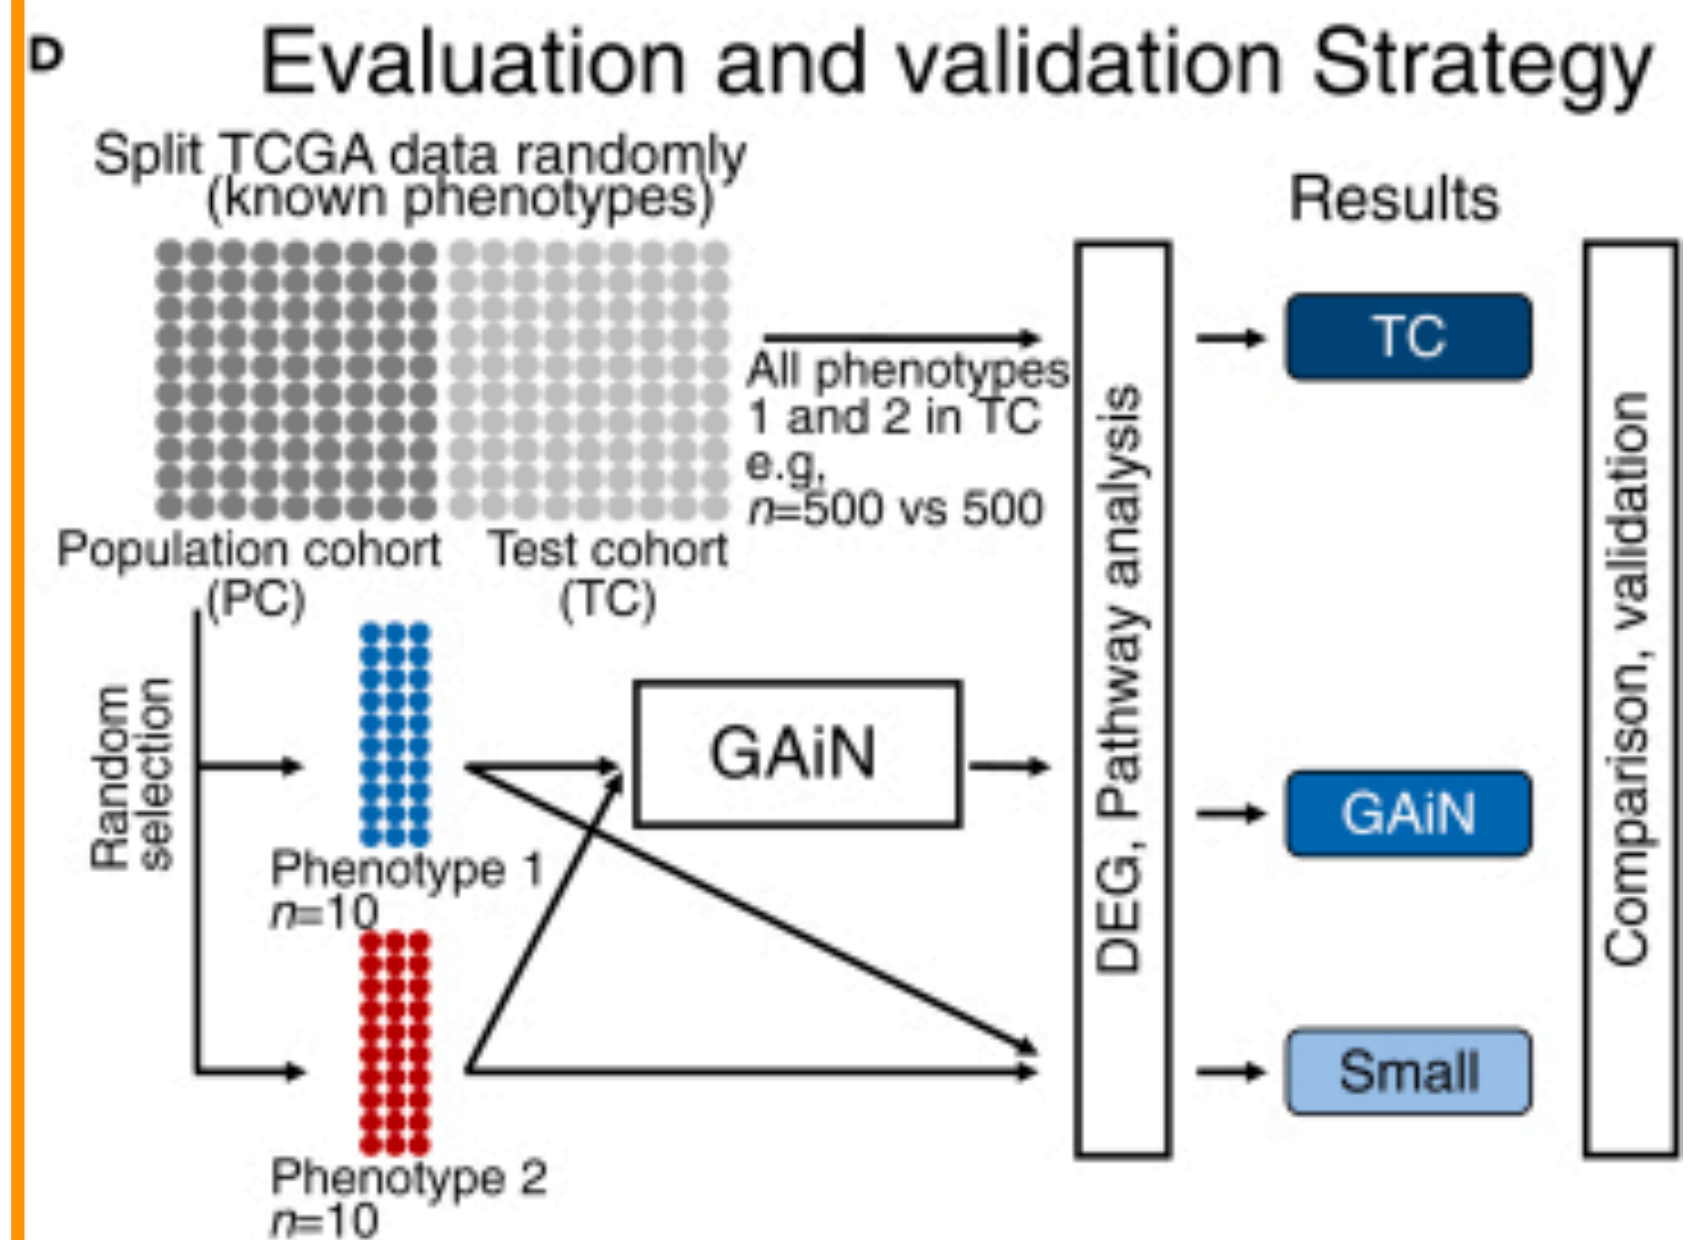 D
Evaluation and validation Strategy
Split TCGA data randomly
(known phenotypes)
Results
All phenotypes
1 and 2 in TC
e.g,
n=500 vs 500
Population cohort
(PC)
Test cohort
(TC)
Random
selection
Phenotype 1
n=10
Phenotype 2
n=10
GAiN
DEG, Pathway analysis
TC
GAiN
Small
Comparison, validation